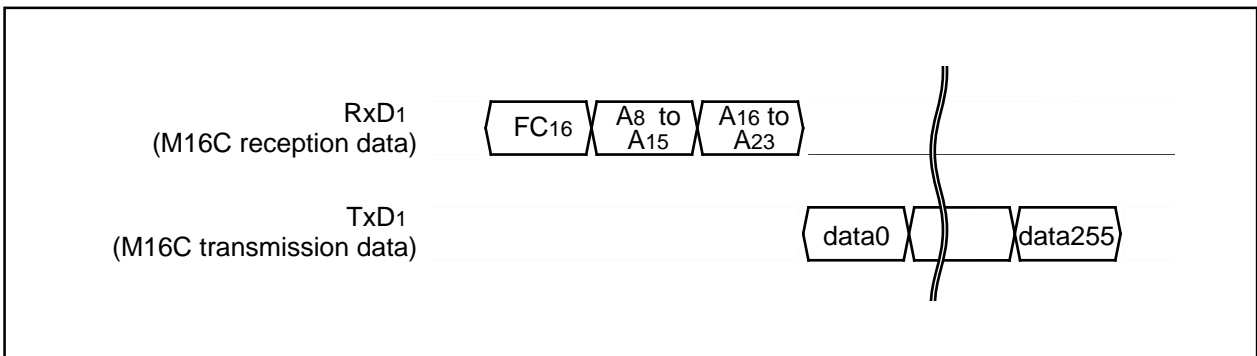 RxD1
(M16C reception data)
FC16
A8 to
A15
A16 to
A23
TxD1
(M16C transmission data)
data0
data255